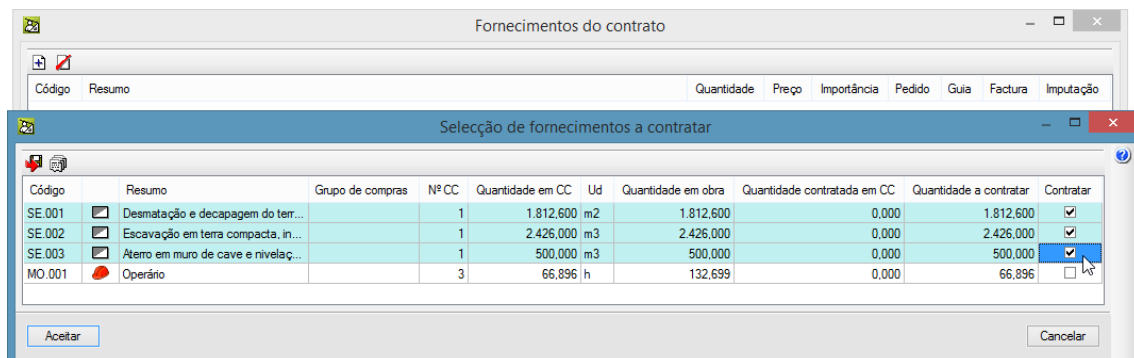 Fornecimentos do contrato
Código Resumo Quantidade Preço Importância Pedido Guia Factura Imputação
Selecção de fornecimentos a contratar
Código Resumo Grupo de compras Nº CC Quantidade em CC Ud Quantidade em obra Quantidade contratada em CC Quantidade a contratar Contratar
SE.001 Desmatação e decapagem do terr... 1 1.812,600 m2 1.812,600 0,000 1.812,600
SE.002 Escavação em terra compacta, in... 1 2.426,000 m3 2.426,000 0,000 2.426,000
SE.003 Aterro em muro de cave e nivelaç... 1 500,000 m3 500,000 0,000 500,000
MO.001 Operário 3 66,896 h 132,699 0,000 66,896
Aceitar Cancelar